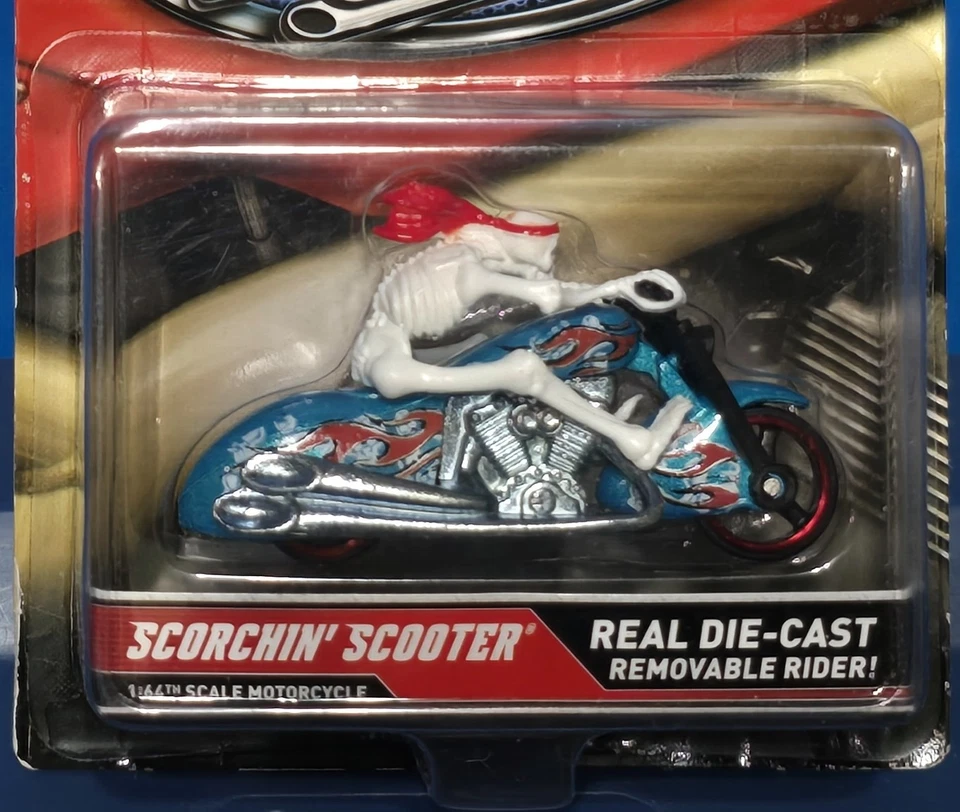 SCORCHIN' SCOOTER®
1:64TH SCALE MOTORCYCLE
REAL DIE-CAST
REMOVABLE RIDER!